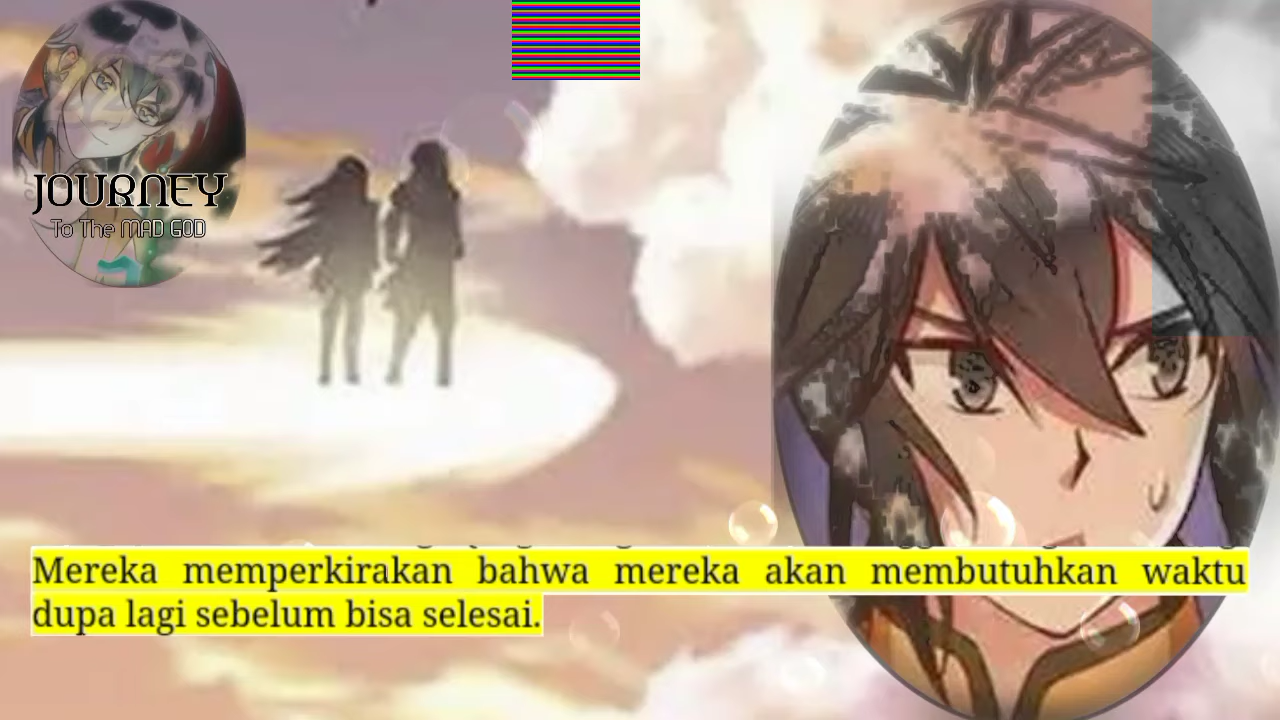 JOURNEY
To The MAD GOD
Mereka memperkirakan bahwa mereka akan membutuhkan waktu
dupa lagi sebelum bisa selesai.